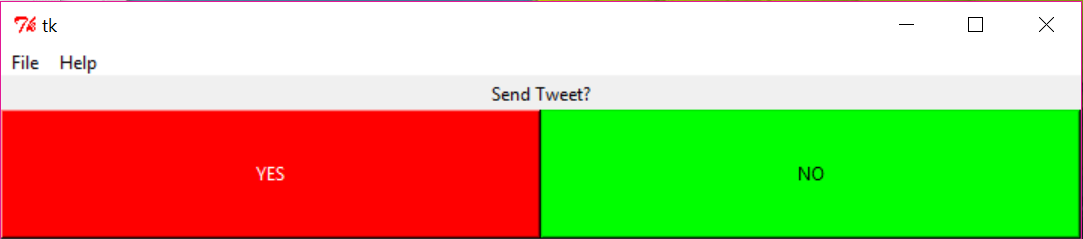 tk
File Help
Send Tweet?
YES NO